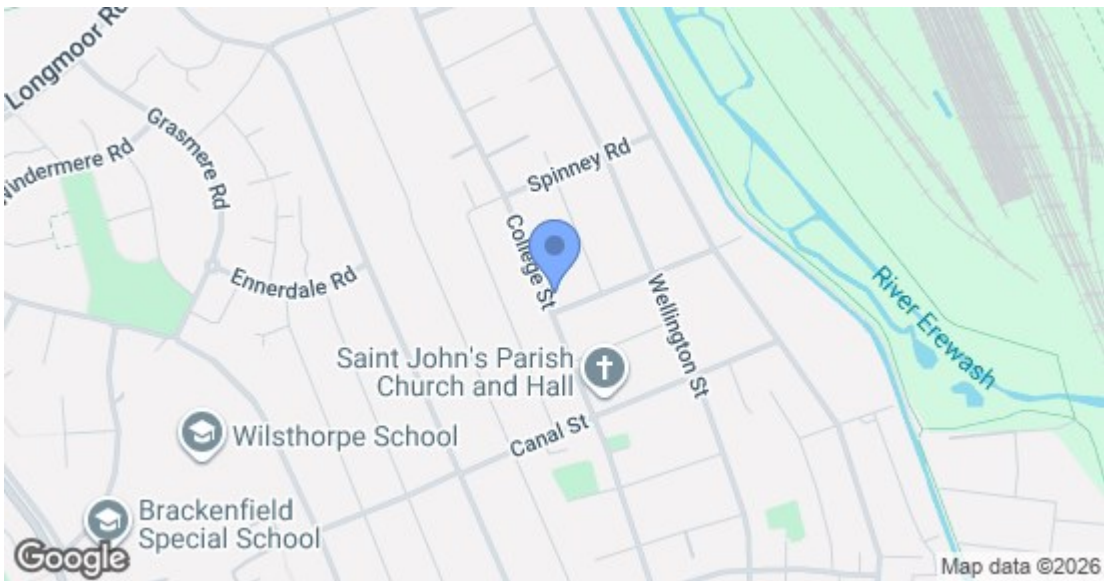 Longmoor Rd
Grasmere Rd
Windermere Rd
Spinney Rd
College St
Ennerdale Rd
Wellington St
River Erewash
Saint John's Parish
Church and Hall
Canal St
Wilsthorpe School
Brackenfield
Special School
Google
Map data ©2026